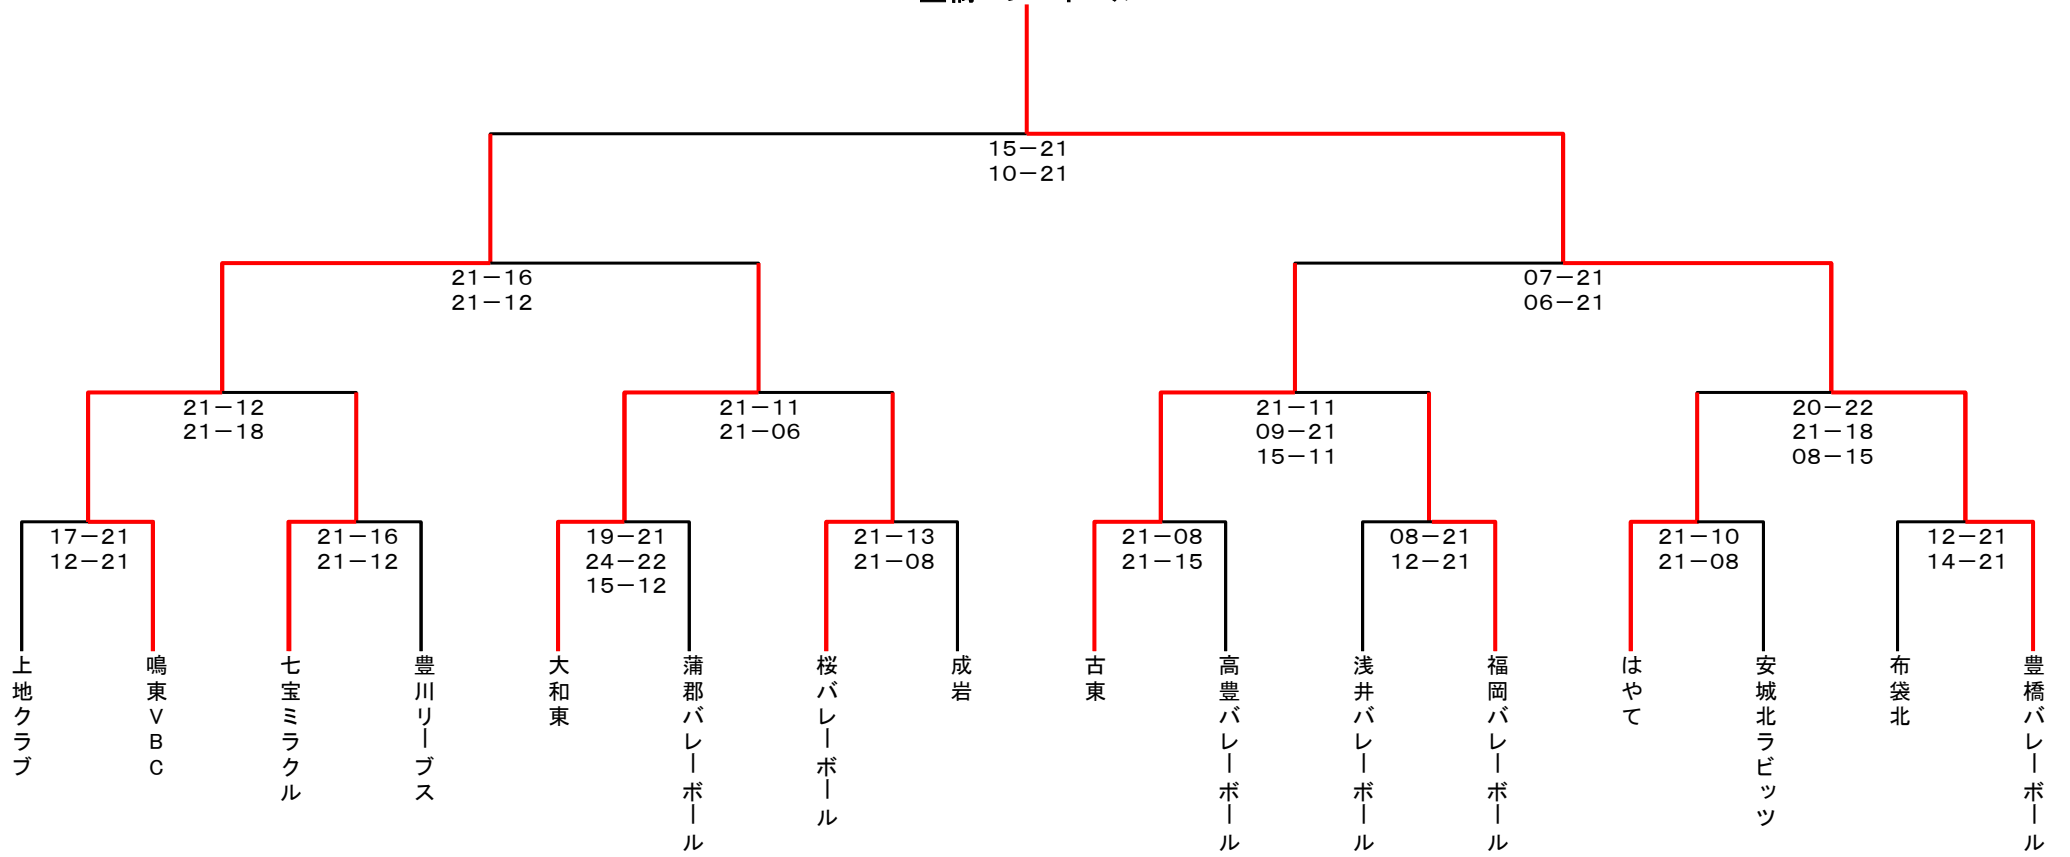 15－21
10－21
21－16
21－12
07－21
06－21
21－12
21－18
21－11
21－06
21－11
09－21
15－11
20－22
21－18
08－15
17－21
12－21
21－16
21－12
19－21
24－22
15－12
21－13
21－08
21－08
21－15
08－21
12－21
21－10
21－08
12－21
14－21
上地クラブ
鳴東VBC
七宝ミラクル
豊川リーブス
大和東
蒲郡バレーボール
桜バレーボール
成岩
古東
高豊バレーボール
浅井バレーボール
福岡バレーボール
はやて
安城北ラビッツ
布袋北
豊橋バレーボール